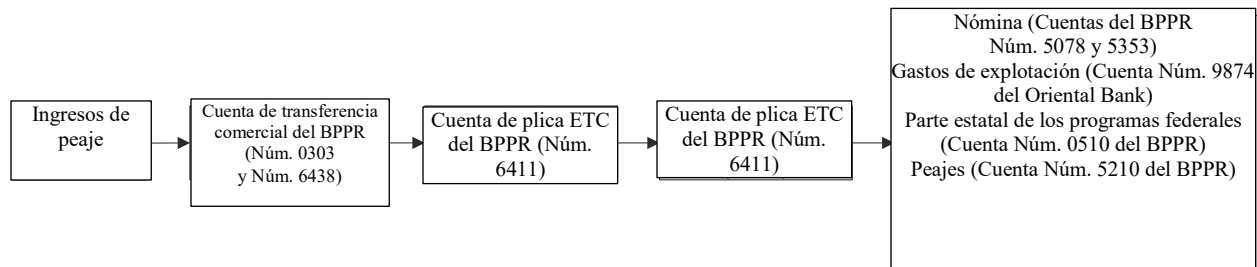 Ingresos de
peaje
Cuenta de transferencia
comercial del BPPR
(Núm. 0303
y Núm. 6438)
Cuenta de plica ETC
del BPPR (Núm.
6411)
Cuenta de plica ETC
del BPPR (Núm.
6411)
Nómina (Cuentas del BPPR
Núm. 5078 y 5353)
Gastos de explotación (Cuenta Núm. 9874
del Oriental Bank)
Parte estatal de los programas federales
(Cuenta Núm. 0510 del BPPR)
Peajes (Cuenta Núm. 5210 del BPPR)